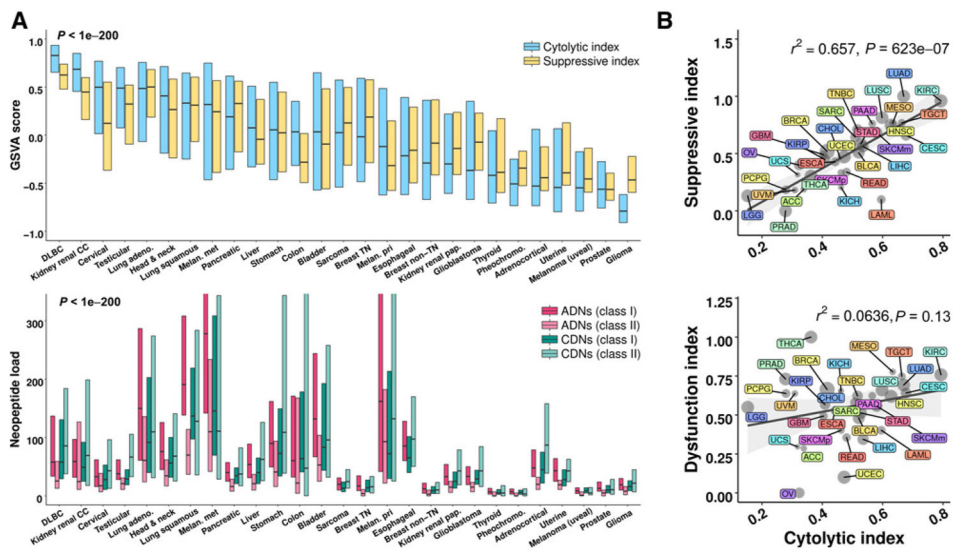 A
P < 1e–200
Cytolytic index
Suppressive index
GSVA score
1.0
0.5
0.0
−0.5
−1.0
DLBC
Kidney renal CC
Cervical
Testicular
Lung adeno.
Head & neck
Lung squamous
Melan. met
Pancreatic
Liver
Stomach
Colon
Bladder
Sarcoma
Breast TN
Melan. pri
Esophageal
Breast non–TN
Kidney renal pap.
Glioblastoma
Thyroid
Pheochromo.
Adrenocortical
Uterine
Melanoma (uveal)
Prostate
Glioma
P < 1e–200
ADNs (class I)
ADNs (class II)
CDNs (class I)
CDNs (class II)
Neopeptide load
300
200
100
0
DLBC
Kidney renal CC
Cervical
Testicular
Lung adeno.
Head & neck
Lung squamous
Melan. met
Pancreatic
Liver
Stomach
Colon
Bladder
Sarcoma
Breast TN
Melan. pri
Esophageal
Breast non–TN
Kidney renal pap.
Glioblastoma
Thyroid
Pheochromo.
Adrenocortical
Uterine
Melanoma (uveal)
Prostate
Glioma
B
r² = 0.657, P = 623e–07
Suppressive index
1.5
1.0
0.5
0.0
LUAD
TNBC
LUSC
KIRC
SARC
PAAD
MESO
TGCT
BRCA
CHOL
STAD
HNSC
GBM
KIRP
UCEC
SKCMm
CESC
OV
UCS
ESCA
BLCA
LIHC
PCPG
SKCMp
READ
UVM
THCA
ACC
KICH
LGG
PRAD
LAML
0.2
0.4
0.6
0.8
r² = 0.0636, P = 0.13
Dysfunction index
1.25
1.00
0.75
0.50
0.25
0.00
THCA
MESO
TGCT
KIRC
PRAD
BRCA
KICH
LUAD
PCPG
KIRP
TNBC
LUSC
CESC
UVM
CHOL
PAAD
HNSC
LGG
SARC
GBM
ESCA
STAD
UCS
SKCMp
BLCA
SKCMm
ACC
READ
LIHC
LAML
UCEC
OV
0.2
0.4
0.6
0.8
Cytolytic index